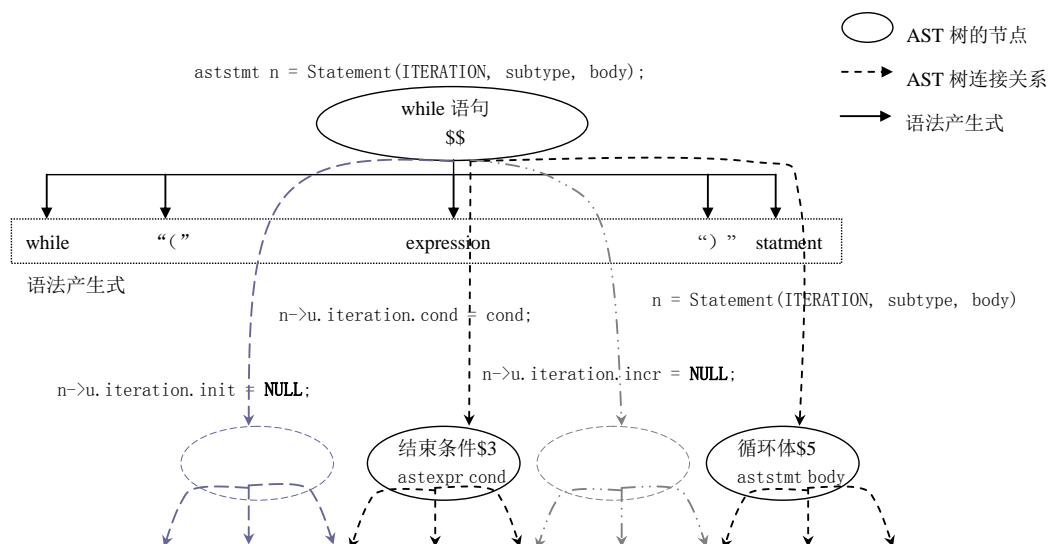 AST 树的节点
aststmt n = Statement(ITERATION, subtype, body);
AST 树连接关系
while 语句
$$
语法产生式
while “（” expression “）” statment
语法产生式
n = Statement(ITERATION, subtype, body)
n->u.iteration.cond = cond;
n->u.iteration.incr = NULL;
n->u.iteration.init = NULL;
结束条件$3
astexpr cond
循环体$5
aststmt body